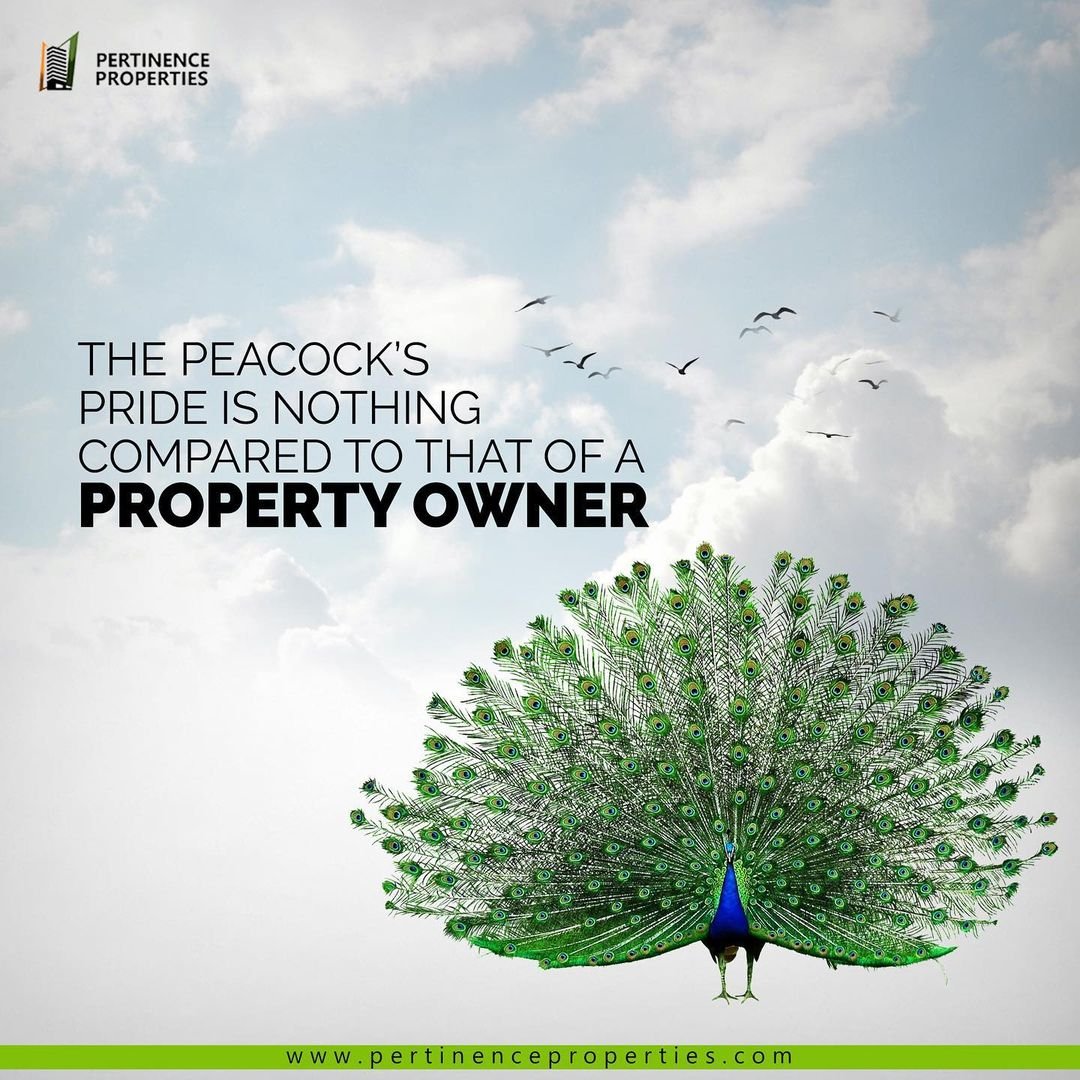 PERTINENCE
PROPERTIES
THE PEACOCK’S
PRIDE IS NOTHING
COMPARED TO THAT OF A
PROPERTY OWNER
www.pertinenceproperties.com